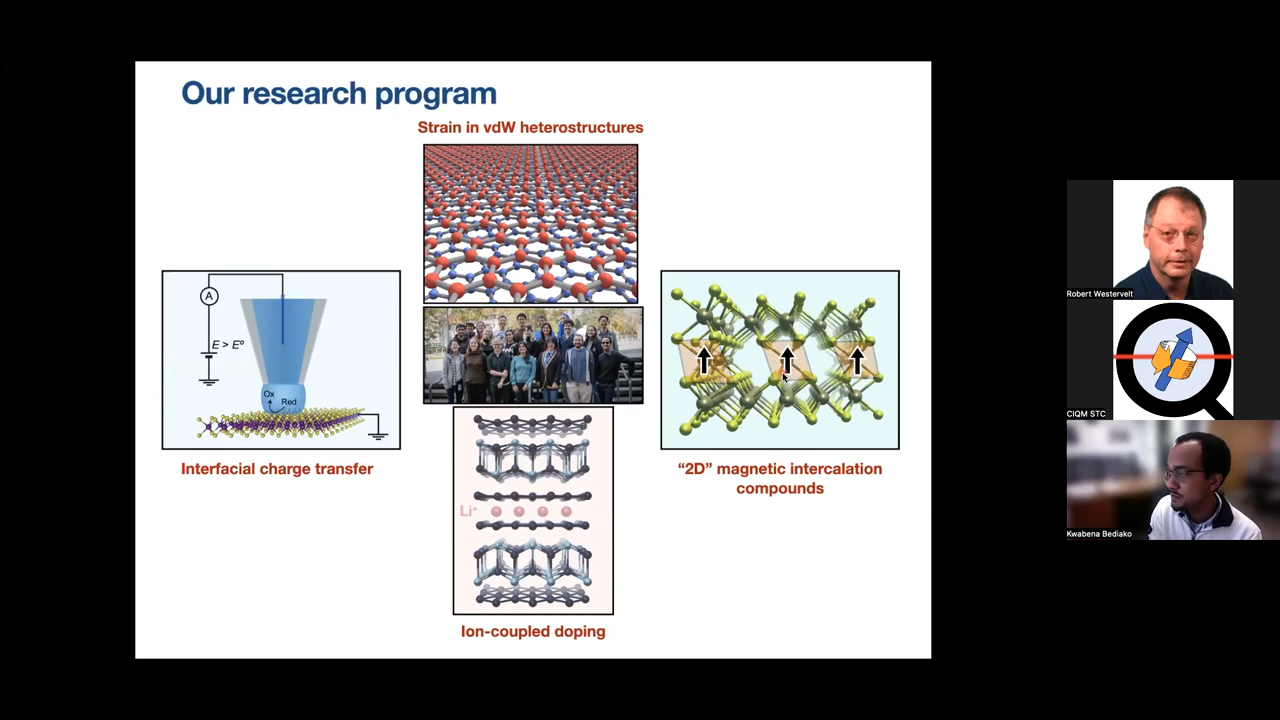 Our research program
Strain in vdW heterostructures
A
E > E°
Ox
Red
Interfacial charge transfer
Li⁺
Ion-coupled doping
“2D” magnetic intercalation
compounds
Robert Westervelt
CIQM STC
Kwabena Bediako